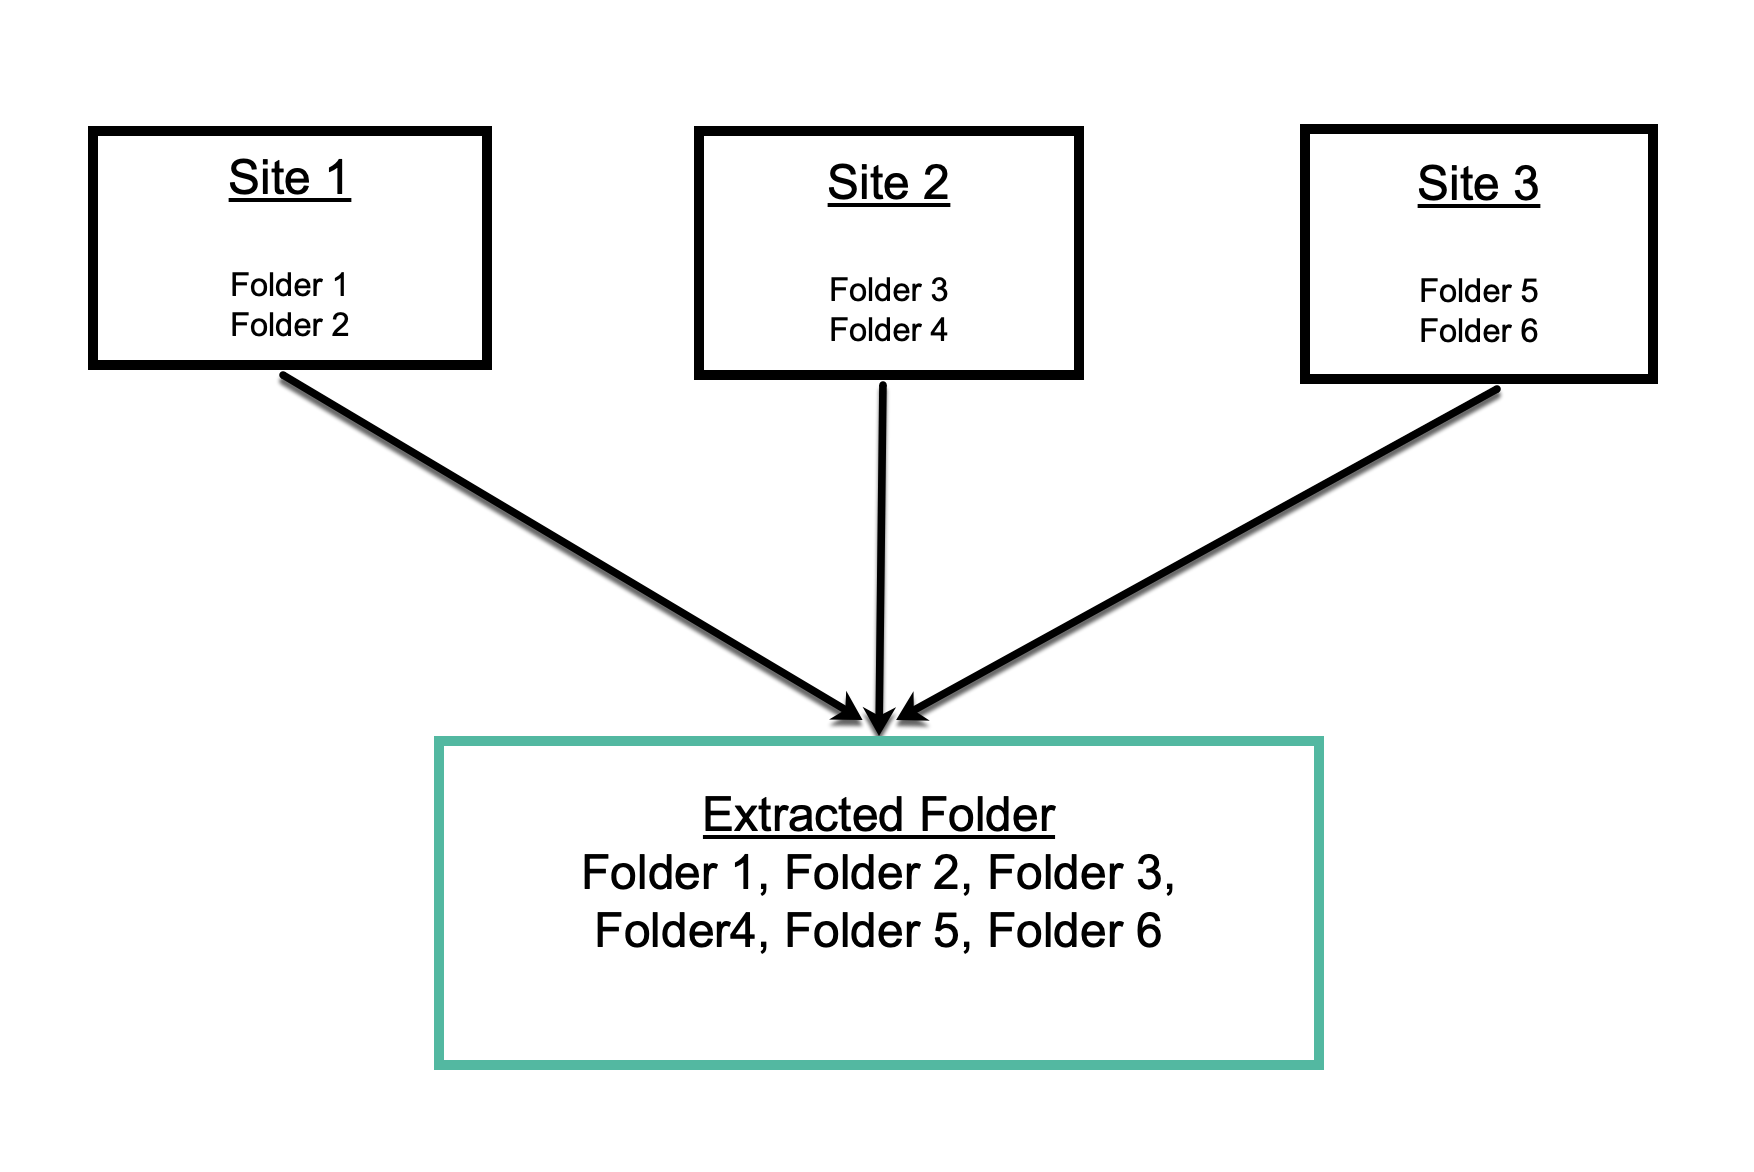 Site 1
Folder 1
Folder 2
Site 2
Folder 3
Folder 4
Site 3
Folder 5
Folder 6
Extracted Folder
Folder 1, Folder 2, Folder 3,
Folder4, Folder 5, Folder 6